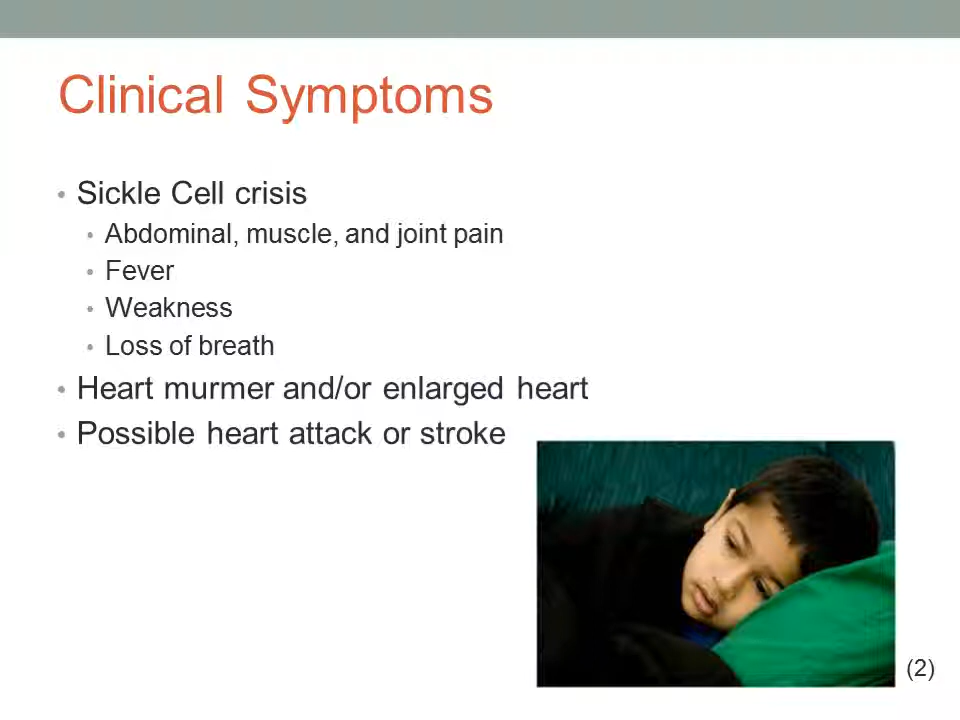 Clinical Symptoms
• Sickle Cell crisis
• Abdominal, muscle, and joint pain
• Fever
• Weakness
• Loss of breath
• Heart murmer and/or enlarged heart
• Possible heart attack or stroke
(2)